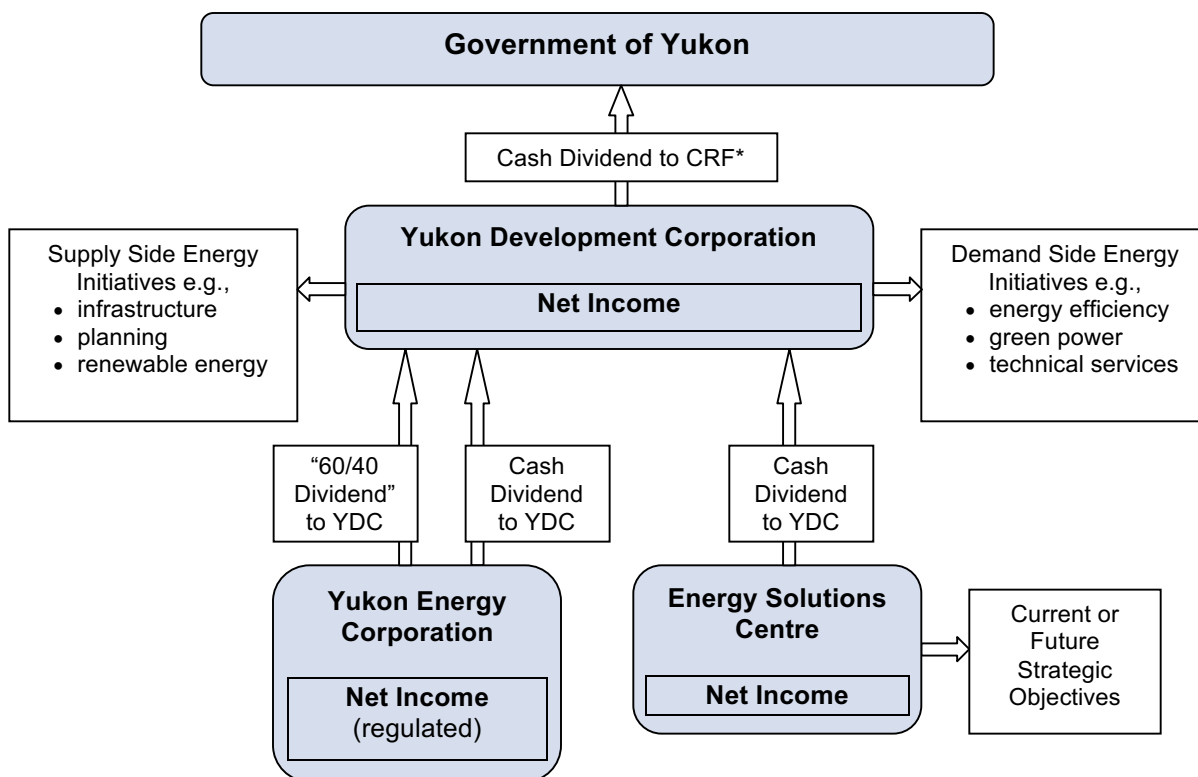 Government of Yukon
Cash Dividend to CRF*
Yukon Development Corporation
Net Income
Supply Side Energy
Initiatives e.g.,
• infrastructure
• planning
• renewable energy
Demand Side Energy
Initiatives e.g.,
• energy efficiency
• green power
• technical services
“60/40
Dividend”
to YDC
Cash
Dividend
to YDC
Cash
Dividend
to YDC
Yukon Energy
Corporation
Net Income
(regulated)
Energy Solutions
Centre
Net Income
Current or
Future
Strategic
Objectives